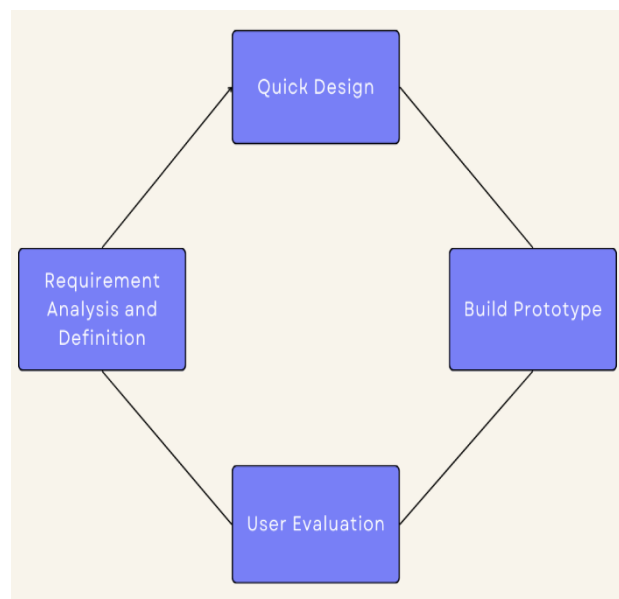 Quick Design
Requirement
Analysis and
Definition
Build Prototype
User Evaluation